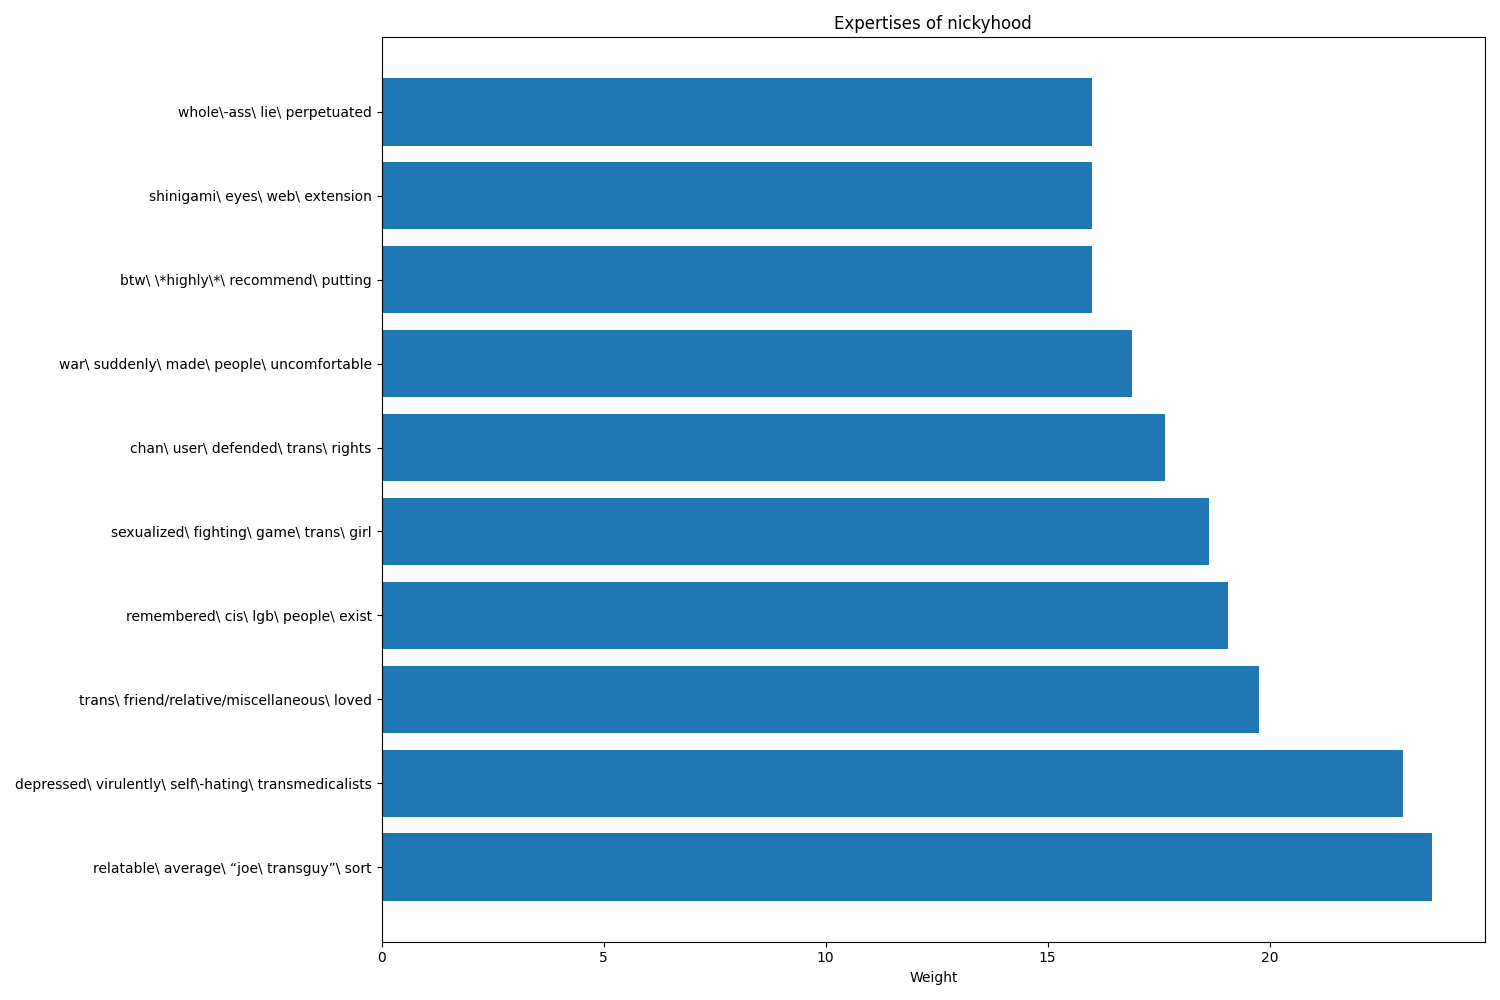 Expertises of nickyhood
whole\-ass\ lie\ perpetuated
shinigami\ eyes\ web\ extension
btw\ \*highly\*\ recommend\ putting
war\ suddenly\ made\ people\ uncomfortable
chan\ user\ defended\ trans\ rights
sexualized\ fighting\ game\ trans\ girl
remembered\ cis\ lgb\ people\ exist
trans\ friend/relative/miscellaneous\ loved
depressed\ virulently\ self\-hating\ transmedicalists
relatable\ average\ “joe\ transguy”\ sort
0 5 10 15 20
Weight